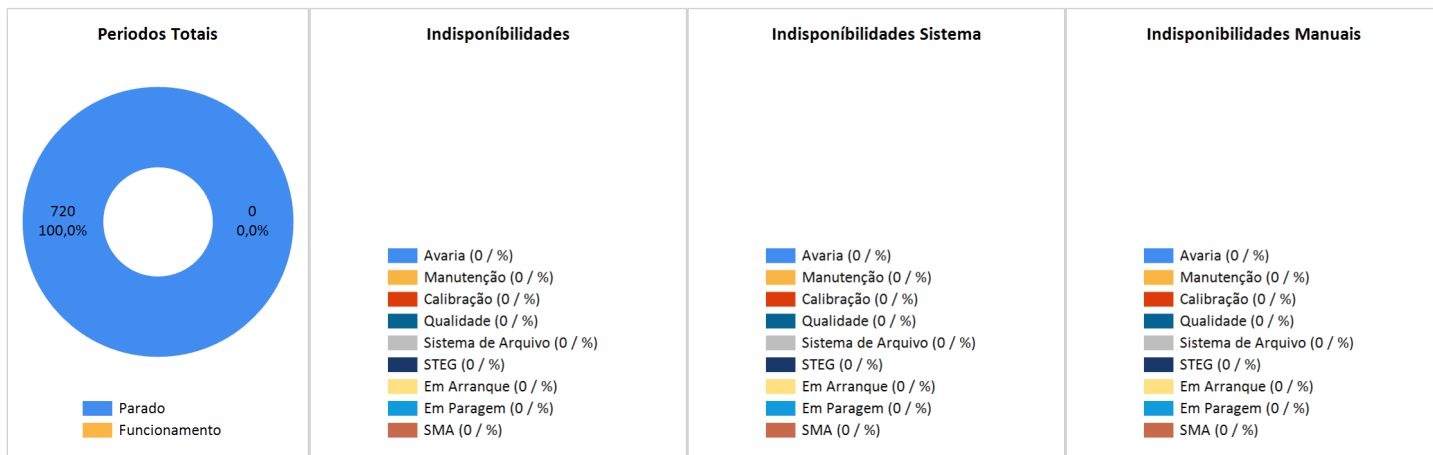 Periodos Totais
720
100,0%
0
0,0%
Parado
Funcionamento
Indisponíbilidades
Avaria (0 / %)
Manutenção (0 / %)
Calibração (0 / %)
Qualidade (0 / %)
Sistema de Arquivo (0 / %)
STEG (0 / %)
Em Arranque (0 / %)
Em Paragem (0 / %)
SMA (0 / %)
Indisponíbilidades Sistema
Avaria (0 / %)
Manutenção (0 / %)
Calibração (0 / %)
Qualidade (0 / %)
Sistema de Arquivo (0 / %)
STEG (0 / %)
Em Arranque (0 / %)
Em Paragem (0 / %)
SMA (0 / %)
Indisponibilidades Manuais
Avaria (0 / %)
Manutenção (0 / %)
Calibração (0 / %)
Qualidade (0 / %)
Sistema de Arquivo (0 / %)
STEG (0 / %)
Em Arranque (0 / %)
Em Paragem (0 / %)
SMA (0 / %)